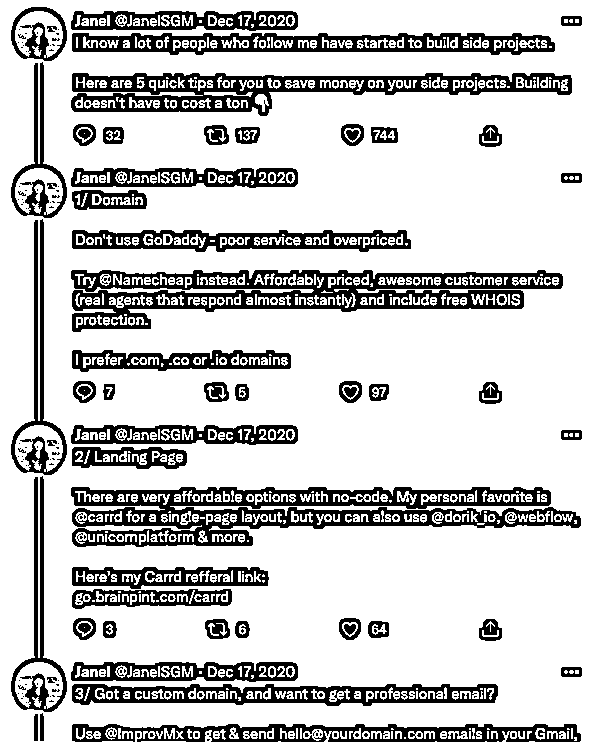 Janel @JanelSGM · Dec 17, 2020
I know a lot of people who follow me have started to build side projects.
Here are 5 quick tips for you to save money on your side projects. Building
doesn't have to cost a ton 👇
32 137 744
Janel @JanelSGM · Dec 17, 2020
1/ Domain
Don't use GoDaddy - poor service and overpriced.
Try @Namecheap instead. Affordably priced, awesome customer service
(real agents that respond almost instantly) and include free WHOIS
protection.
I prefer .com, .co or .io domains
7 5 97
Janel @JanelSGM · Dec 17, 2020
2/ Landing Page
There are very affordable options with no-code. My personal favorite is
@carrd for a single-page layout, but you can also use @dorik_io, @webflow,
@unicornplatform & more.
Here's my Carrd refferal link:
go.brainpint.com/carrd
3 6 64
Janel @JanelSGM · Dec 17, 2020
3/ Got a custom domain, and want to get a professional email?
Use @ImprovMx to get & send hello@yourdomain.com emails in your Gmail,